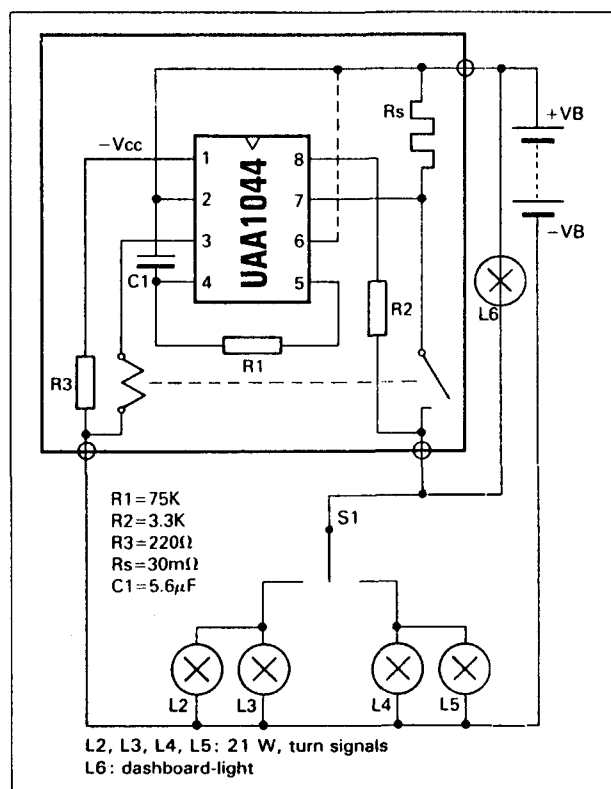 Rs
+VB
−Vcc
1
8
2
7
UAA1044
3
6
−VB
C1
4
5
R2
L6
R3
R1
R1=75K
R2=3.3K
R3=220Ω
Rs=30mΩ
C1=5.6μF
S1
L2
L3
L4
L5
L2, L3, L4, L5: 21 W, turn signals
L6: dashboard-light